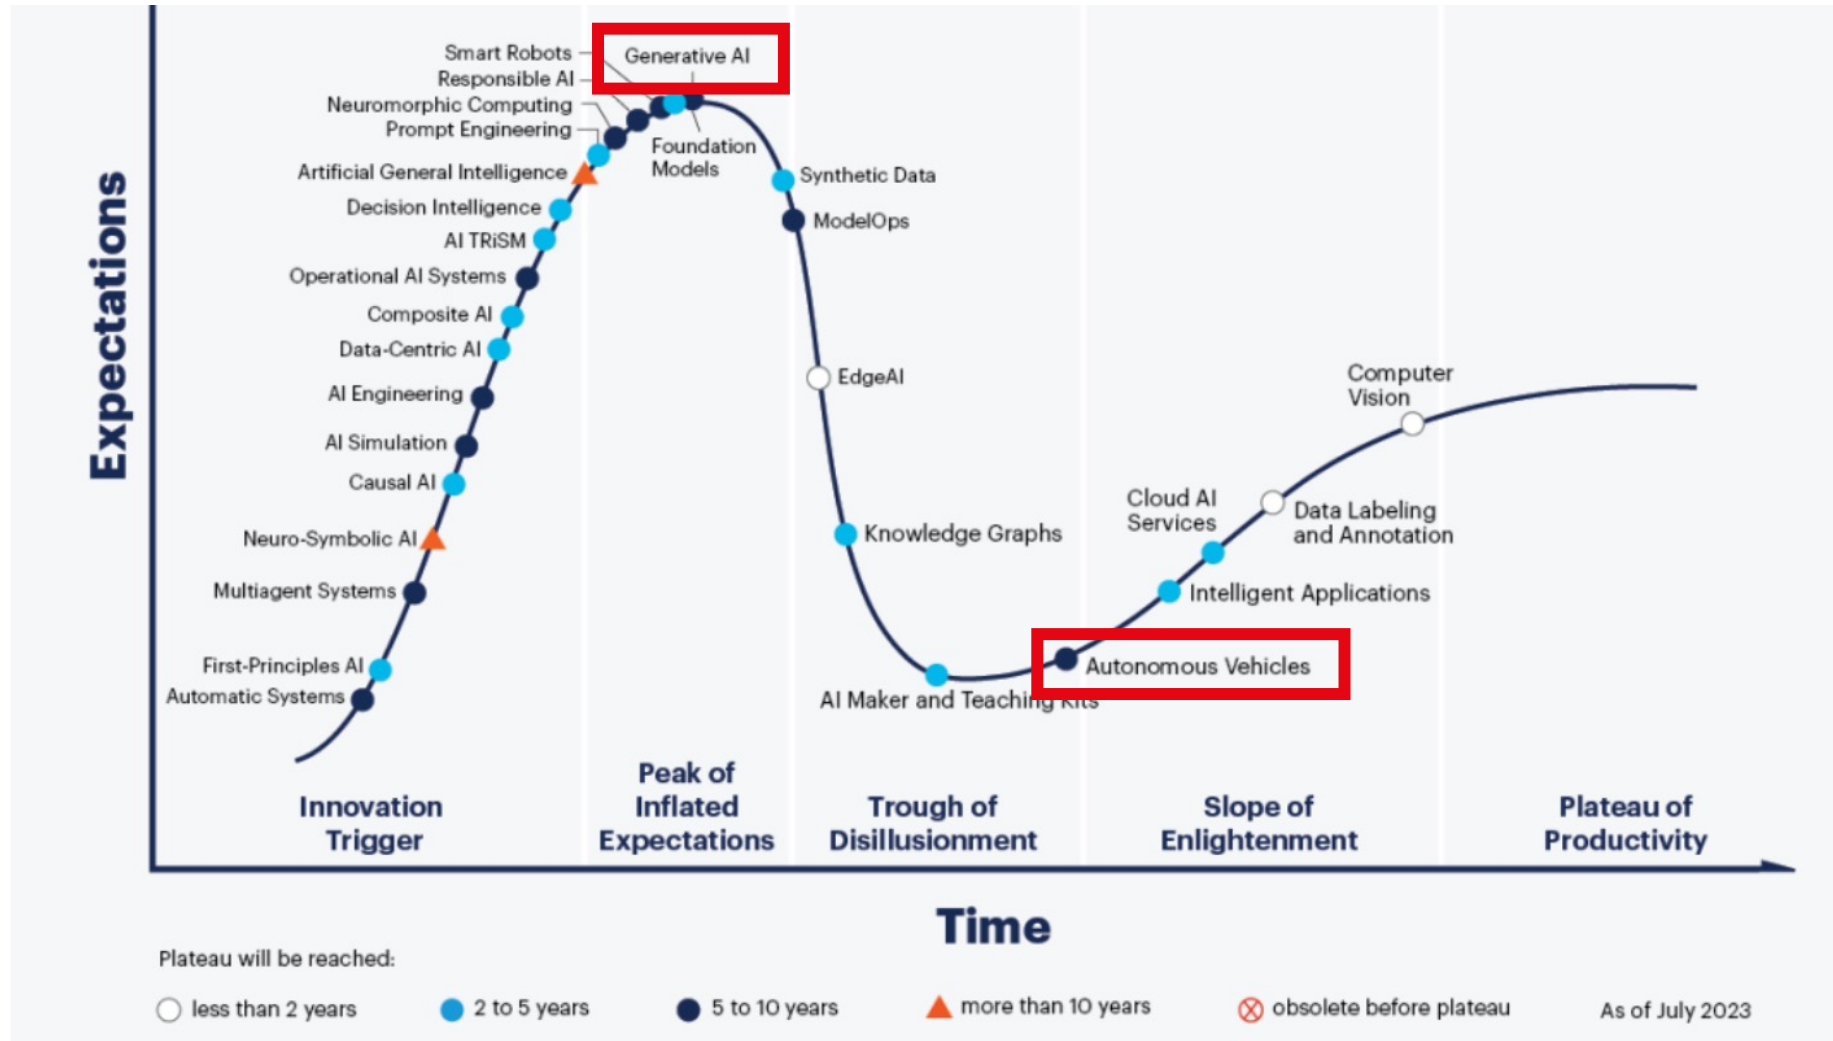 Smart Robots
Generative AI
Responsible AI
Neuromorphic Computing
Prompt Engineering
Foundation
Models
Artificial General Intelligence
Synthetic Data
Decision Intelligence
ModelOps
AI TRiSM
Operational AI Systems
Composite AI
Data-Centric AI
EdgeAI
AI Engineering
Computer
Vision
AI Simulation
Causal AI
Cloud AI
Services
Data Labeling
and Annotation
Neuro-Symbolic AI
Knowledge Graphs
Multiagent Systems
Intelligent Applications
First-Principles AI
Autonomous Vehicles
Automatic Systems
AI Maker and Teaching Kits
Expectations
Innovation
Trigger
Peak of
Inflated
Expectations
Trough of
Disillusionment
Slope of
Enlightenment
Plateau of
Productivity
Time
Plateau will be reached:
less than 2 years
2 to 5 years
5 to 10 years
more than 10 years
obsolete before plateau
As of July 2023